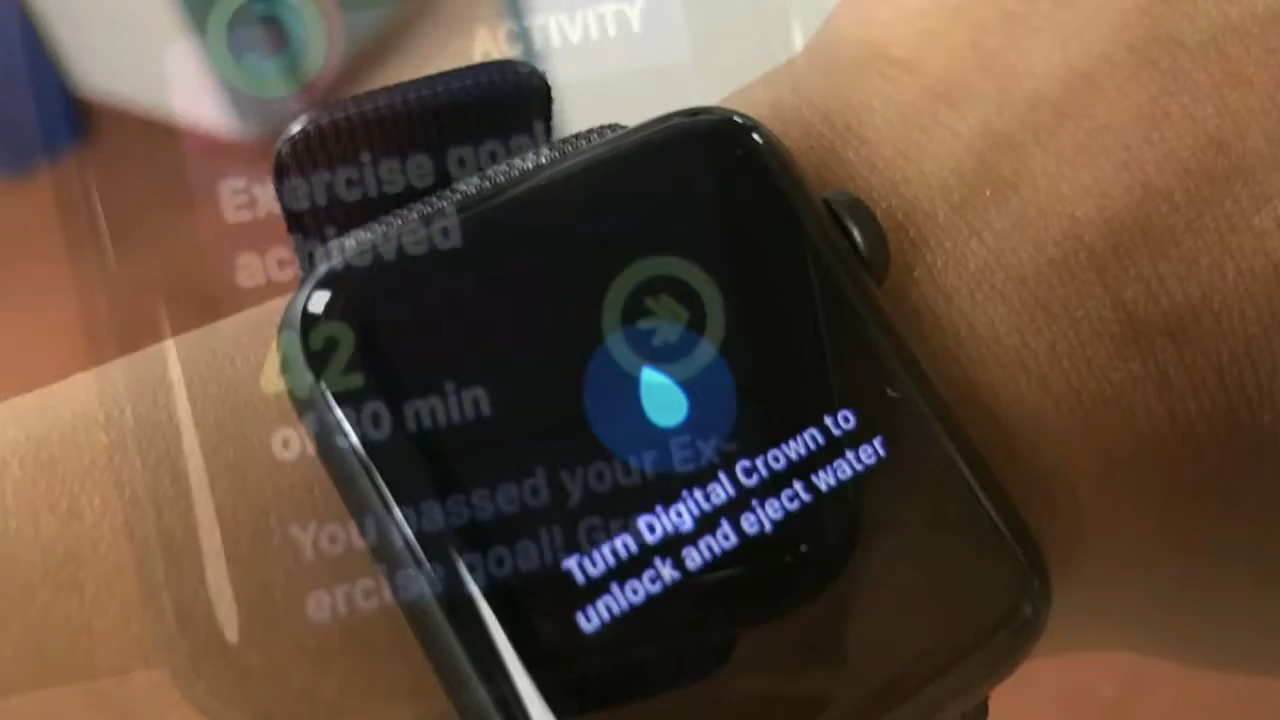 ACTIVITY
Exercise goal
achieved
42
of 30 min
You passed your Ex-
ercise goal!
Turn Digital Crown to
unlock and eject water